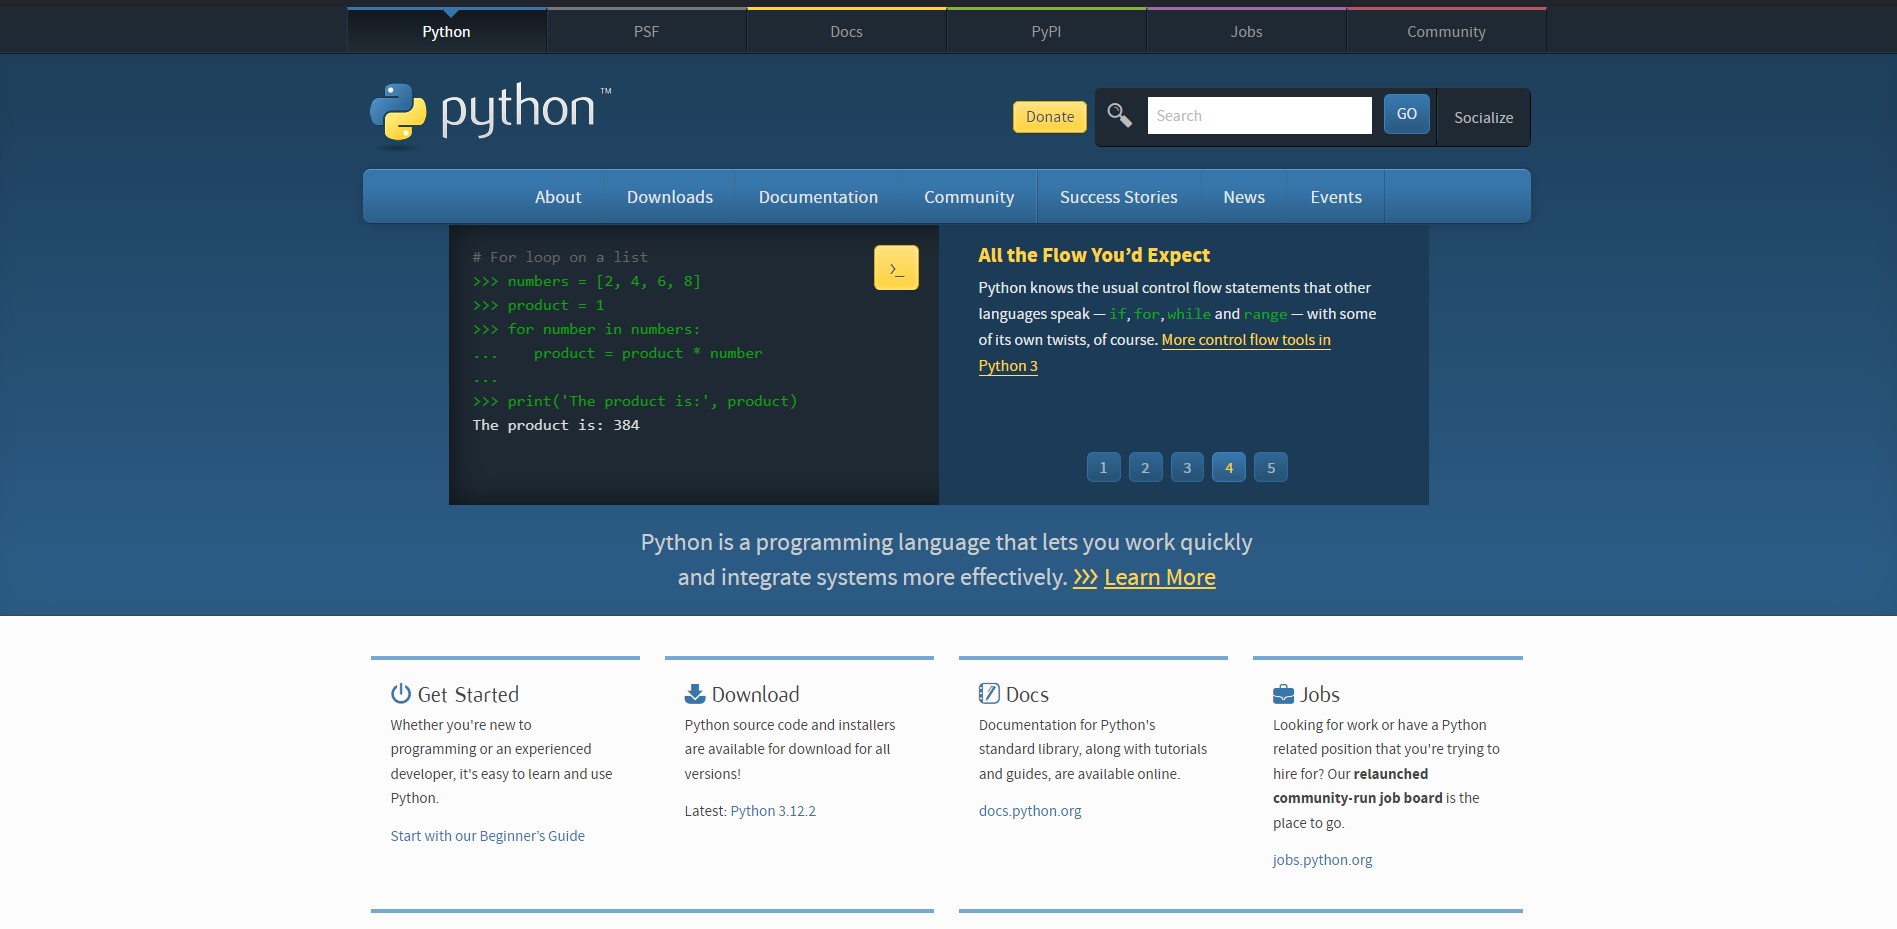 Python PSF Docs PyPI Jobs Community
python™
Donate Search GO Socialize
About Downloads Documentation Community Success Stories News Events
# For loop on a list
>>> numbers = [2, 4, 6, 8]
>>> product = 1
>>> for number in numbers:
...    product = product * number
...
>>> print('The product is:', product)
The product is: 384
>_
All the Flow You’d Expect
Python knows the usual control flow statements that other
languages speak — if, for, while and range — with some
of its own twists, of course. More control flow tools in
Python 3
1 2 3 4 5
Python is a programming language that lets you work quickly
and integrate systems more effectively. >>> Learn More
Get Started
Whether you're new to
programming or an experienced
developer, it's easy to learn and use
Python.
Start with our Beginner’s Guide
Download
Python source code and installers
are available for download for all
versions!
Latest: Python 3.12.2
Docs
Documentation for Python's
standard library, along with tutorials
and guides, are available online.
docs.python.org
Jobs
Looking for work or have a Python
related position that you're trying to
hire for? Our relaunched
community-run job board is the
place to go.
jobs.python.org